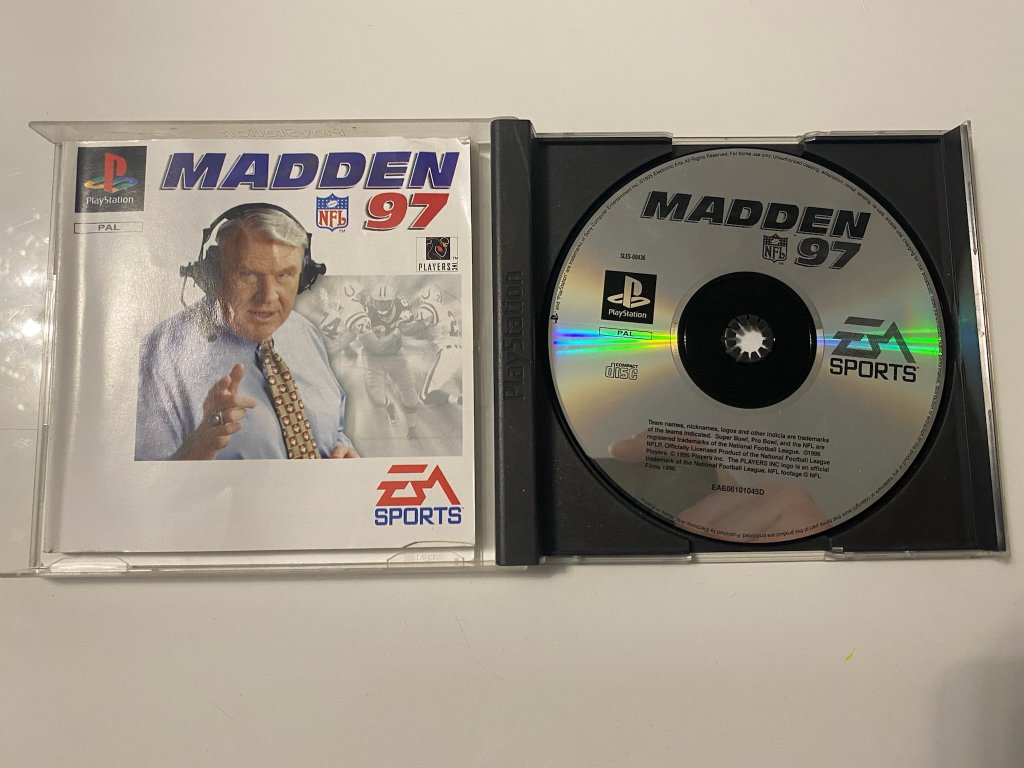 PlayStation
PAL
MADDEN
NFL
97
PLAYERS INC
EA
SPORTS
PlayStation
MADDEN
NFL
97
SLES-00436
PlayStation
PAL
COMPACT
disc
EA
SPORTS
Team names, nicknames, logos and other indicia are trademarks
of the teams indicated. Super Bowl, Pro Bowl, and the NFL are
registered trademarks of the National Football League. ©1996
NFLP. Officially Licensed Product of the National Football League
Players. © 1996 Players Inc. The PLAYERS INC logo is an official
trademark of the National Football League. NFL footage © NFL
Films 1996.
EAE06101045D